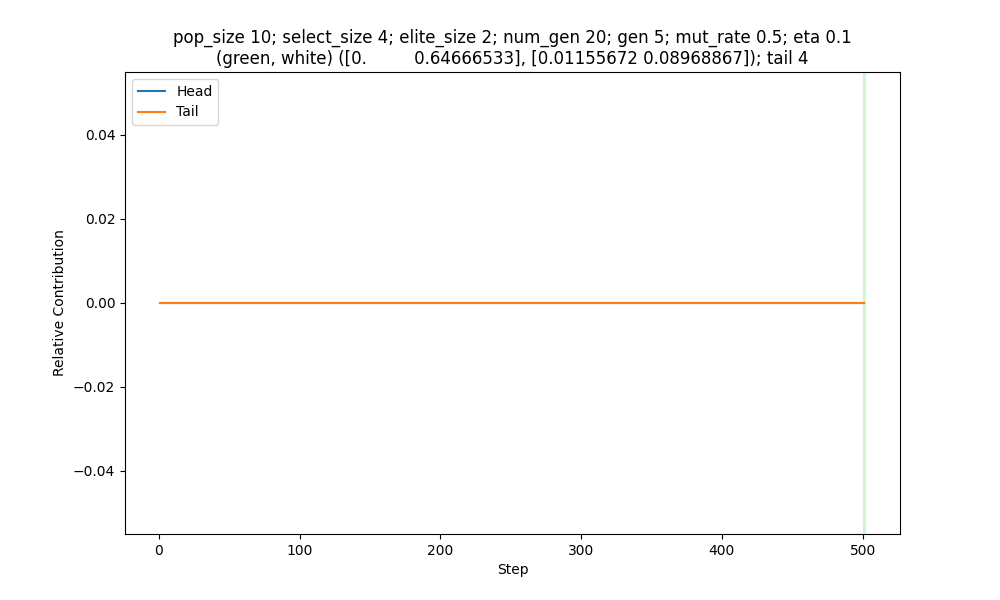 pop_size 10; select_size 4; elite_size 2; num_gen 20; gen 5; mut_rate 0.5; eta 0.1
(green, white) ([0.         0.64666533], [0.01155672 0.08968867]); tail 4
Head
Tail
0.04
0.02
0.00
−0.02
−0.04
Relative Contribution
0 100 200 300 400 500
Step